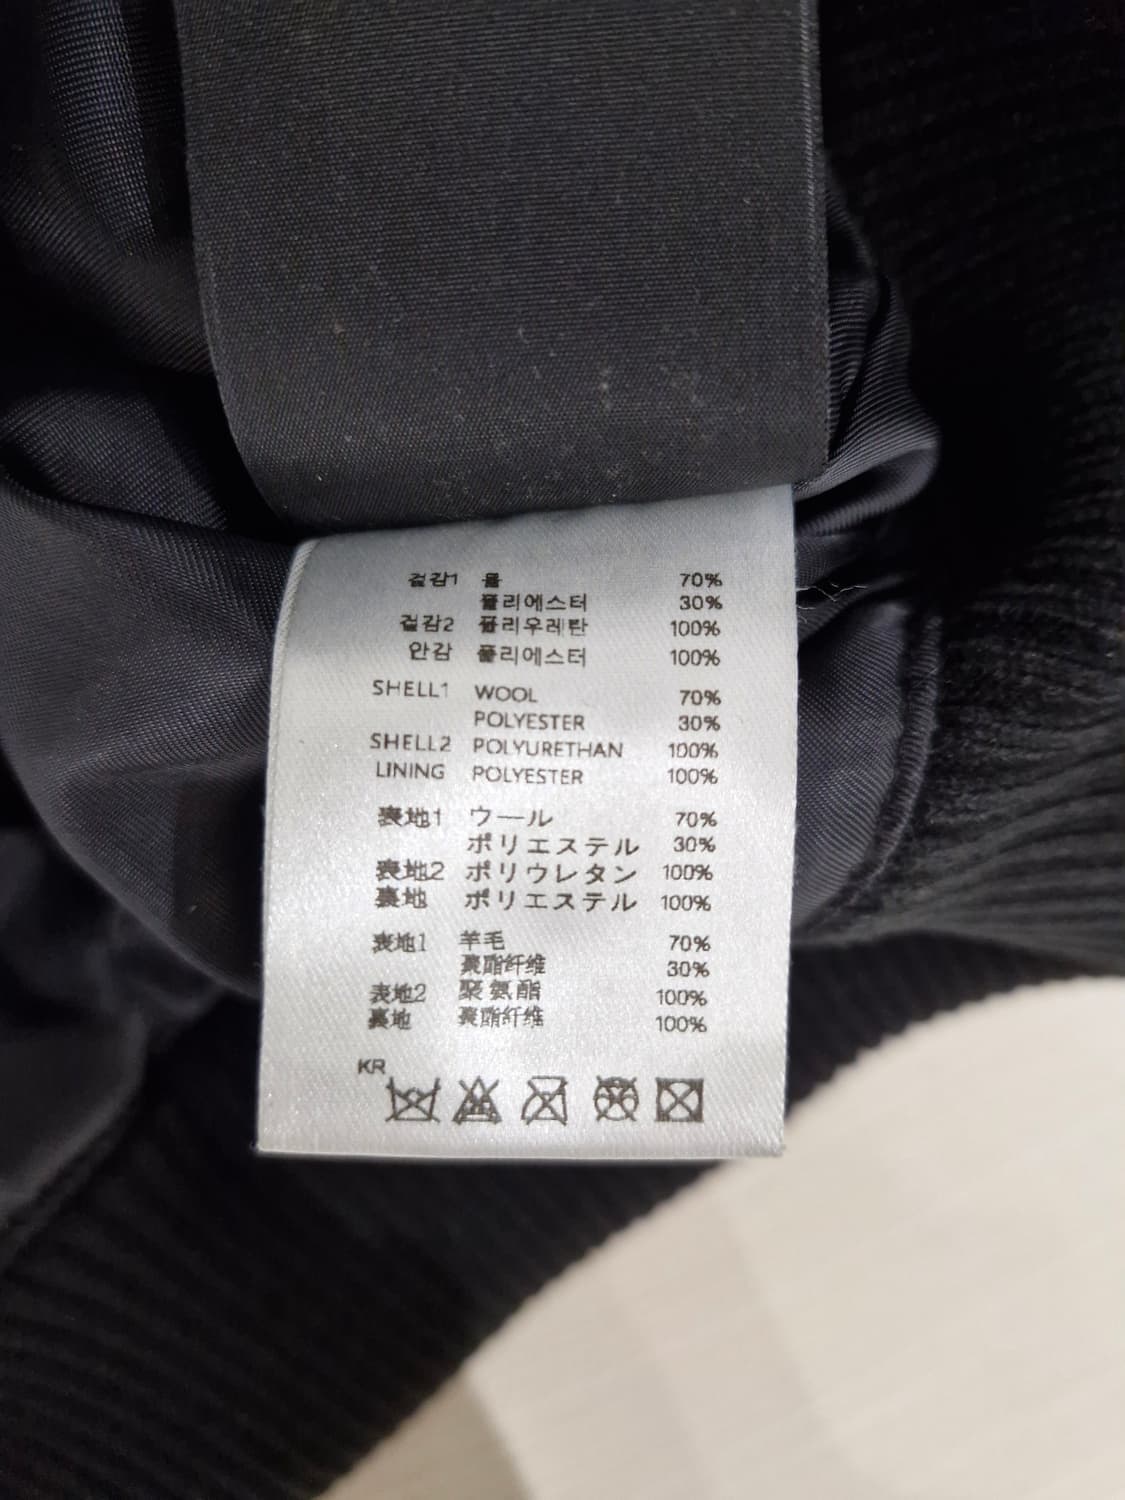 겉감1 울 70%
폴리에스터 30%
겉감2 폴리우레탄 100%
안감 폴리에스터 100%
SHELL1 WOOL 70%
POLYESTER 30%
SHELL2 POLYURETHAN 100%
LINING POLYESTER 100%
表地1 ウール 70%
ポリエステル 30%
表地2 ポリウレタン 100%
裏地 ポリエステル 100%
表地1 羊毛 70%
聚酯纤维 30%
表地2 聚氨酯 100%
裏地 聚酯纤维 100%
KR